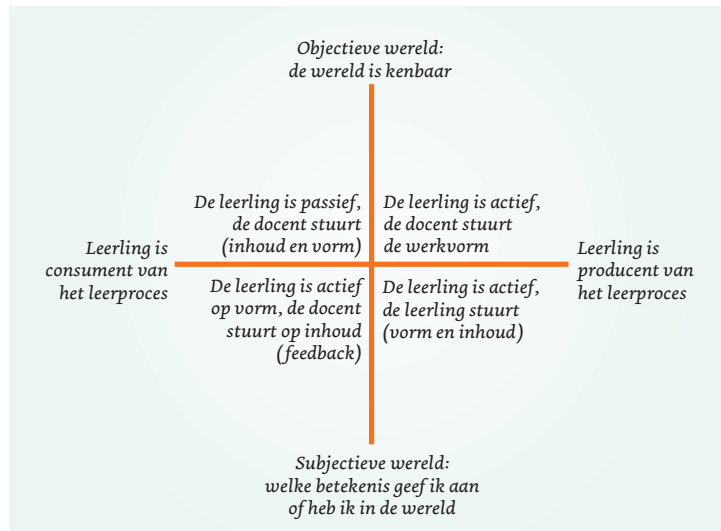 Objectieve wereld:
de wereld is kenbaar
De leerling is passief,
de docent stuurt
(inhoud en vorm)
De leerling is actief,
de docent stuurt
de werkvorm
Leerling is
consument van
het leerproces
Leerling is
producent van
het leerproces
De leerling is actief
op vorm, de docent
stuurt op inhoud
(feedback)
De leerling is actief,
de leerling stuurt
(vorm en inhoud)
Subjectieve wereld:
welke betekenis geef ik aan
of heb ik in de wereld